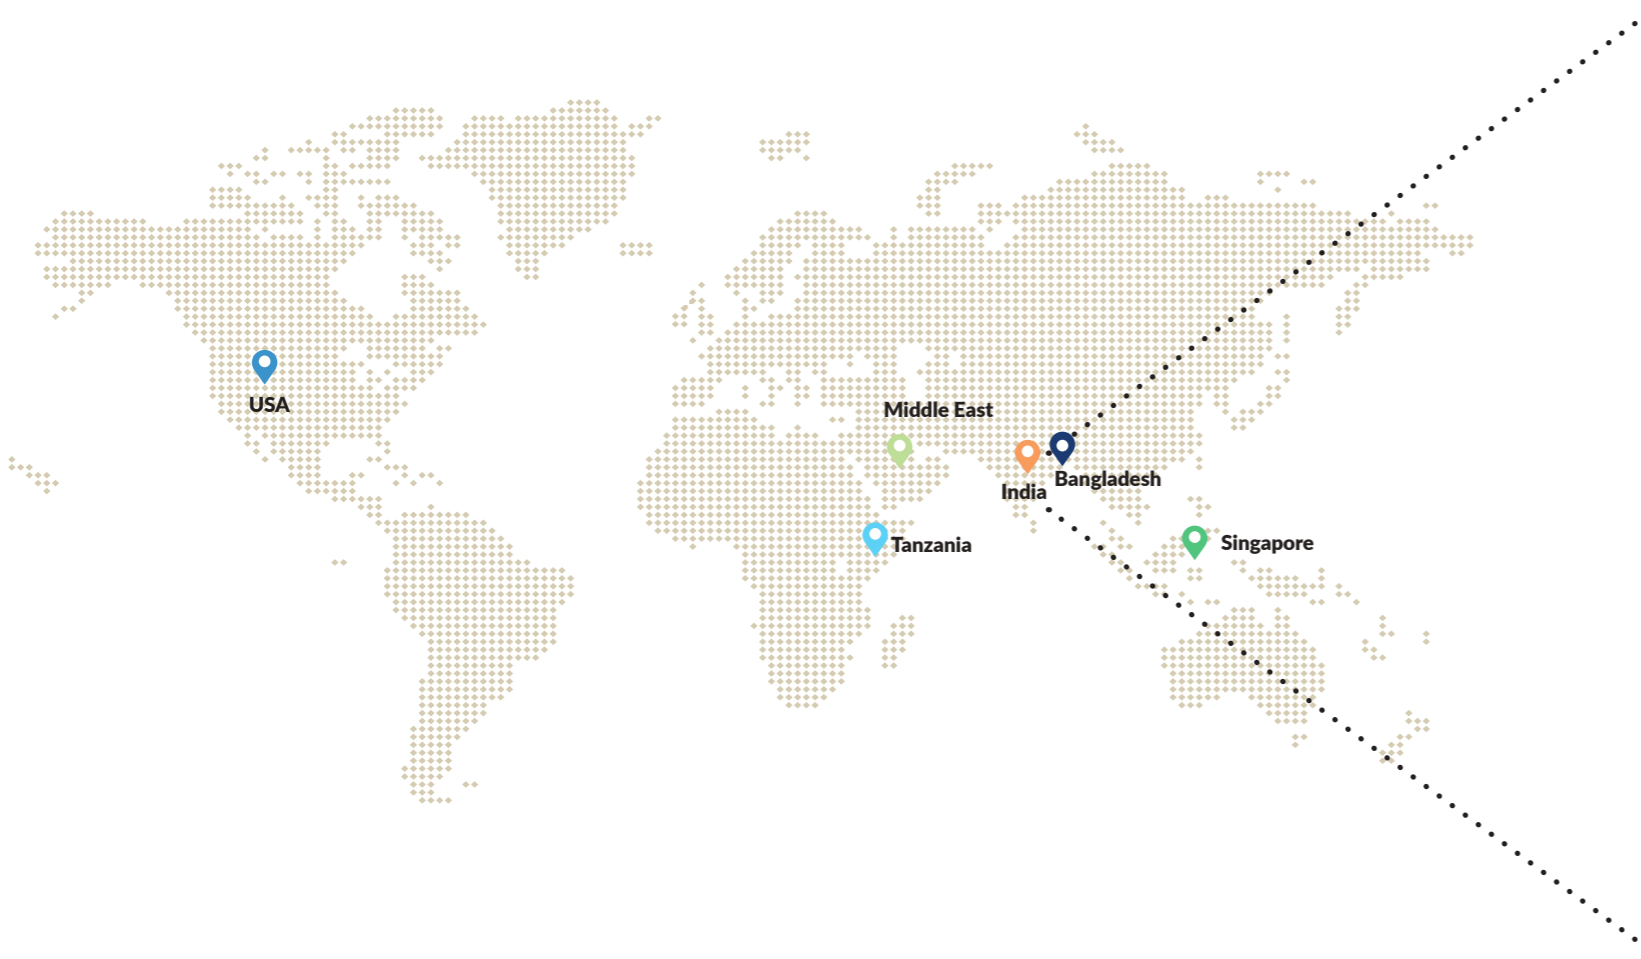 USA
Middle East
India
Bangladesh
Tanzania
Singapore